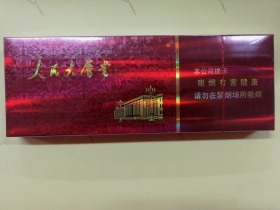 人民大会堂
本公司提示
吸烟有害健康
请勿在禁烟场所吸烟